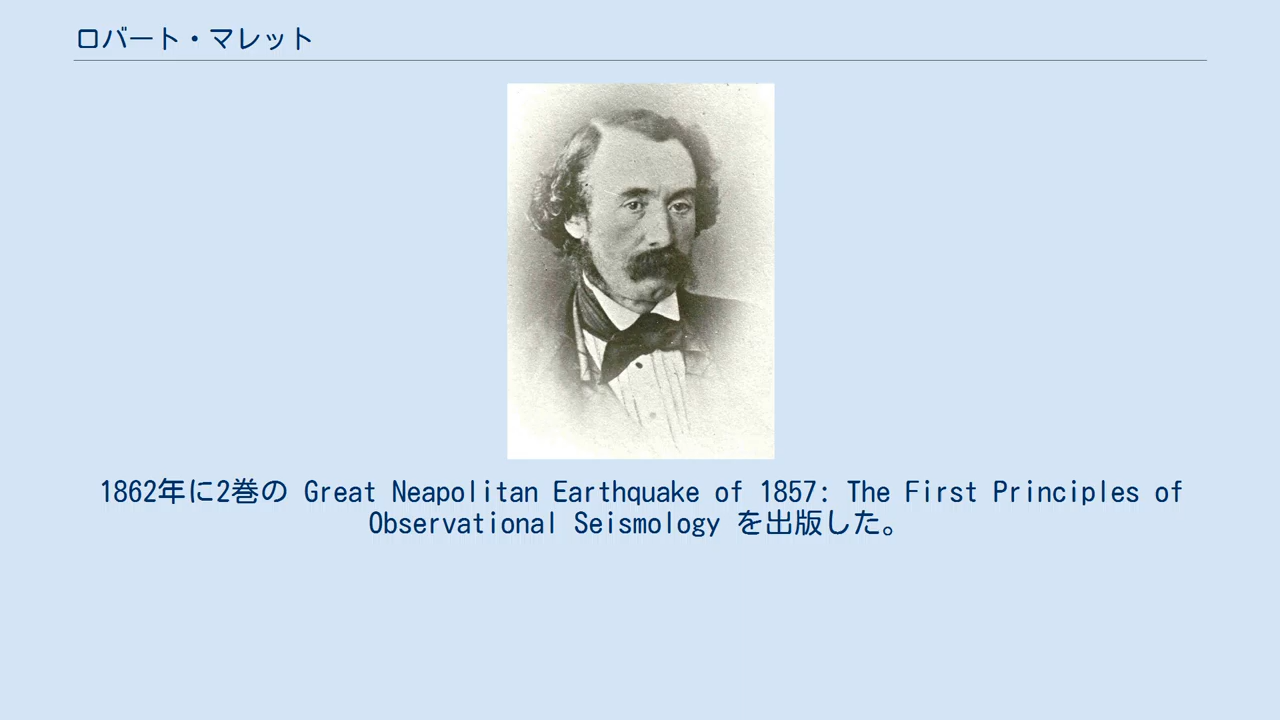 ロバート・マレット
1862年に2巻の Great Neapolitan Earthquake of 1857: The First Principles of
Observational Seismology を出版した。